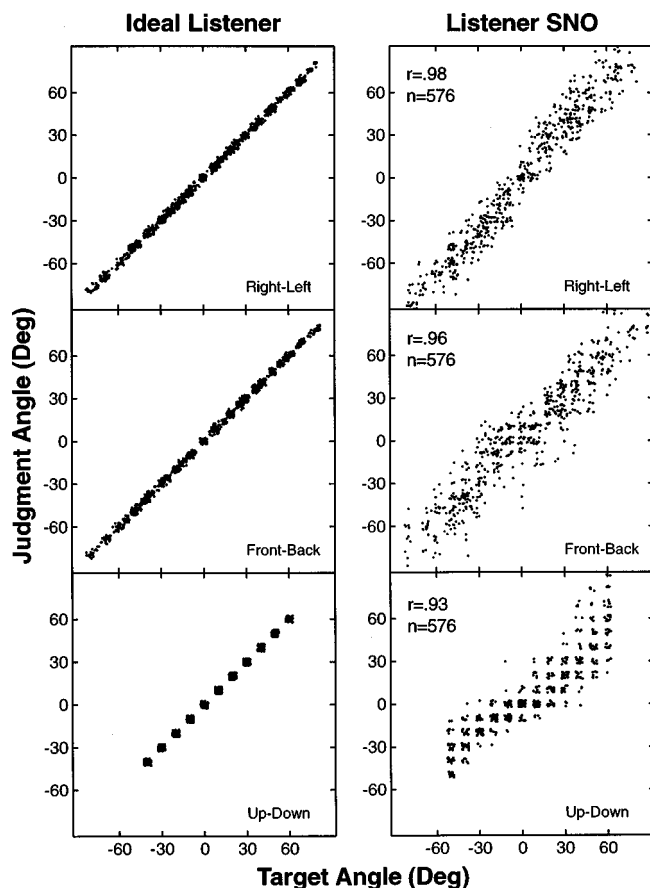 Ideal Listener
Listener SNO
60
30
0
-30
-60
Right-Left
60
30
0
-30
-60
r=.98
n=576
Right-Left
Judgment Angle (Deg)
60
30
0
-30
-60
Front-Back
60
30
0
-30
-60
r=.96
n=576
Front-Back
60
30
0
-30
-60
Up-Down
60
30
0
-30
-60
r=.93
n=576
Up-Down
-60 -30 0 30 60
-60 -30 0 30 60
Target Angle (Deg)